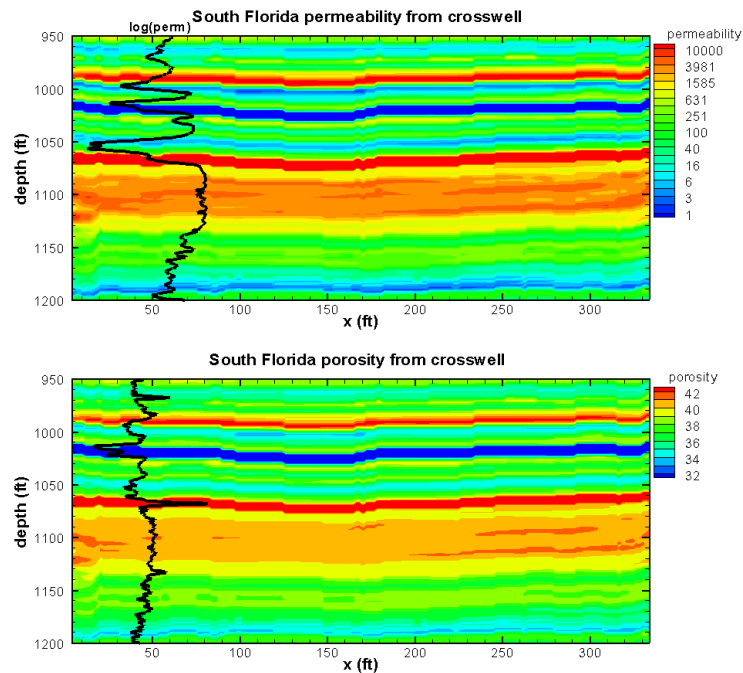 South Florida permeability from crosswell
log(perm)
permeability
950
1000
1050
1100
1150
1200
depth (ft)
10000
3981
1585
631
251
100
40
16
6
3
1
50 100 150 200 250 300
x (ft)
South Florida porosity from crosswell
porosity
950
1000
1050
1100
1150
1200
depth (ft)
42
40
38
36
34
32
50 100 150 200 250 300
x (ft)